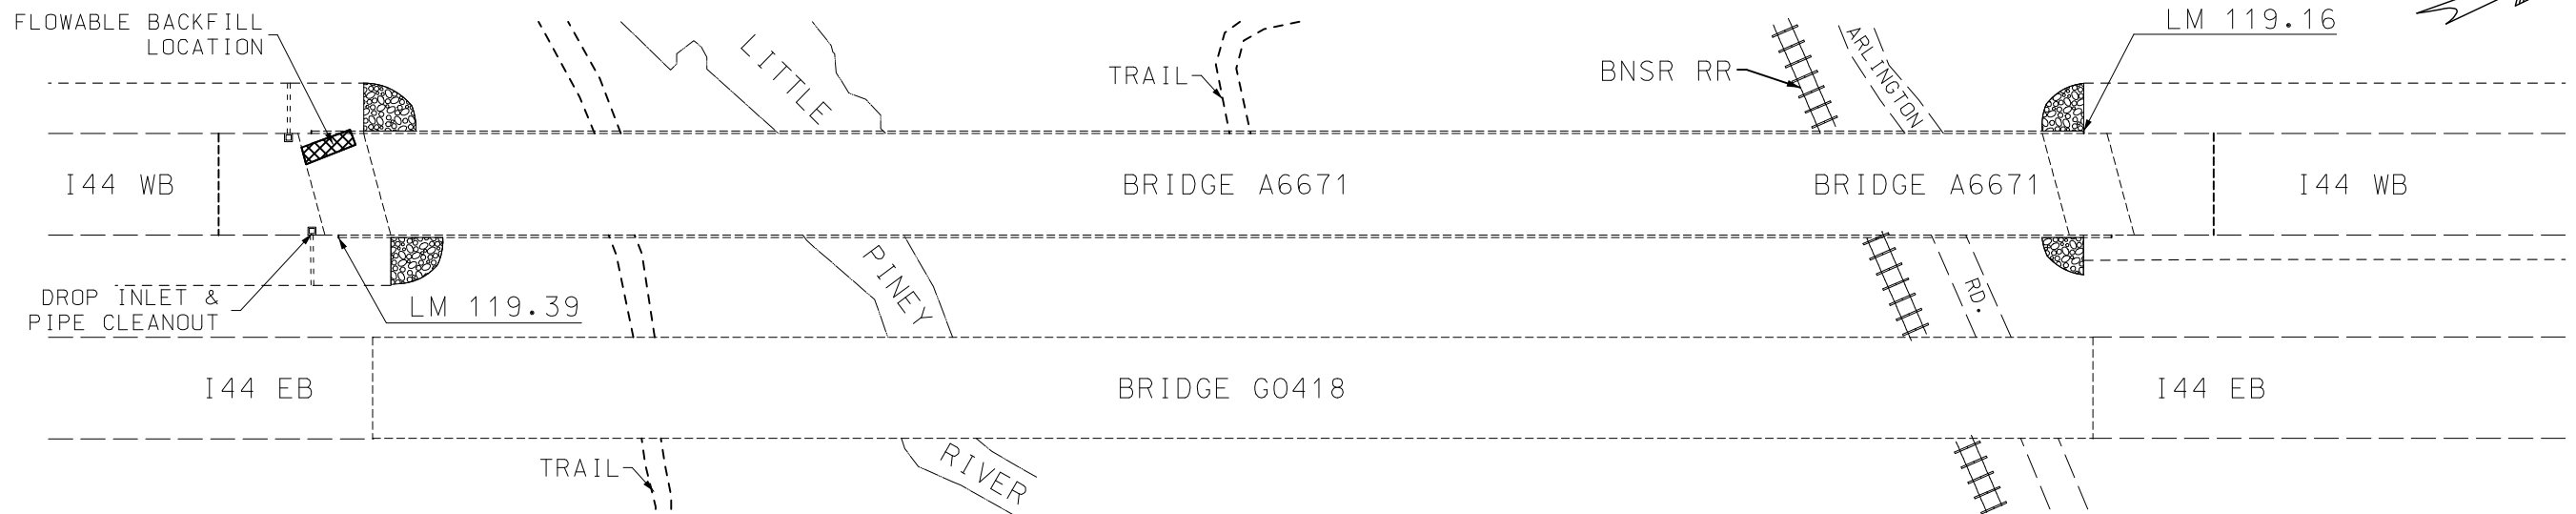 FLOWABLE BACKFILL
LOCATION
LITTLE
TRAIL
BNSR RR
ARLINGTON
LM 119.16
I44 WB
BRIDGE A6671
BRIDGE A6671
I44 WB
DROP INLET &
PIPE CLEANOUT
LM 119.39
PINEY
RD.
I44 EB
BRIDGE G0418
I44 EB
TRAIL
RIVER